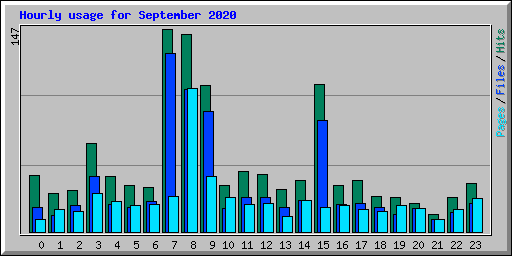 Hourly usage for September 2020
147
Pages / Files / Hits
0 1 2 3 4 5 6 7 8 9 10 11 12 13 14 15 16 17 18 19 20 21 22 23